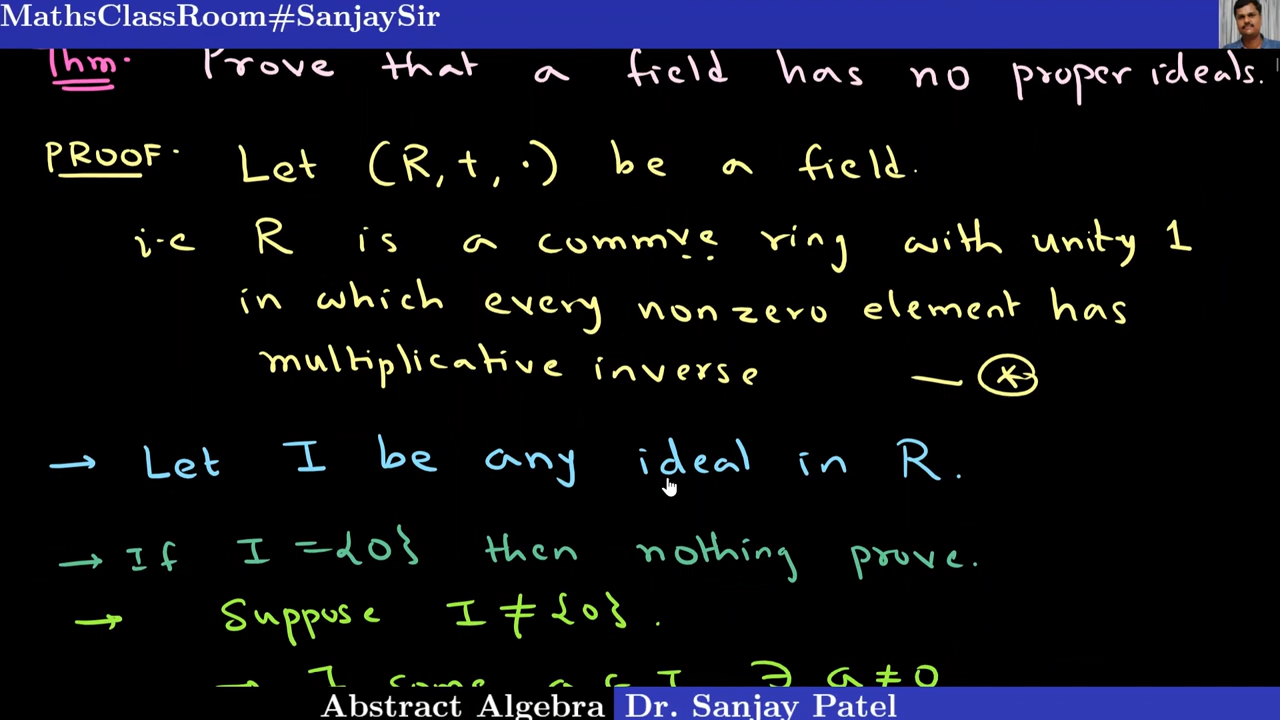 MathsClassRoom#SanjaySir
Thm. Prove that a field has no proper ideals.
PROOF. Let (R, +, ·) be a field.
i.e R is a commve ring with unity 1
in which every nonzero element has
multiplicative inverse — ⊛
→ Let I be any ideal in R.
→ If I = {0} then nothing prove.
→ Suppose I ≠ {0}.
→ ∃ some a ∈ I ∋ a ≠ 0
Abstract Algebra Dr. Sanjay Patel